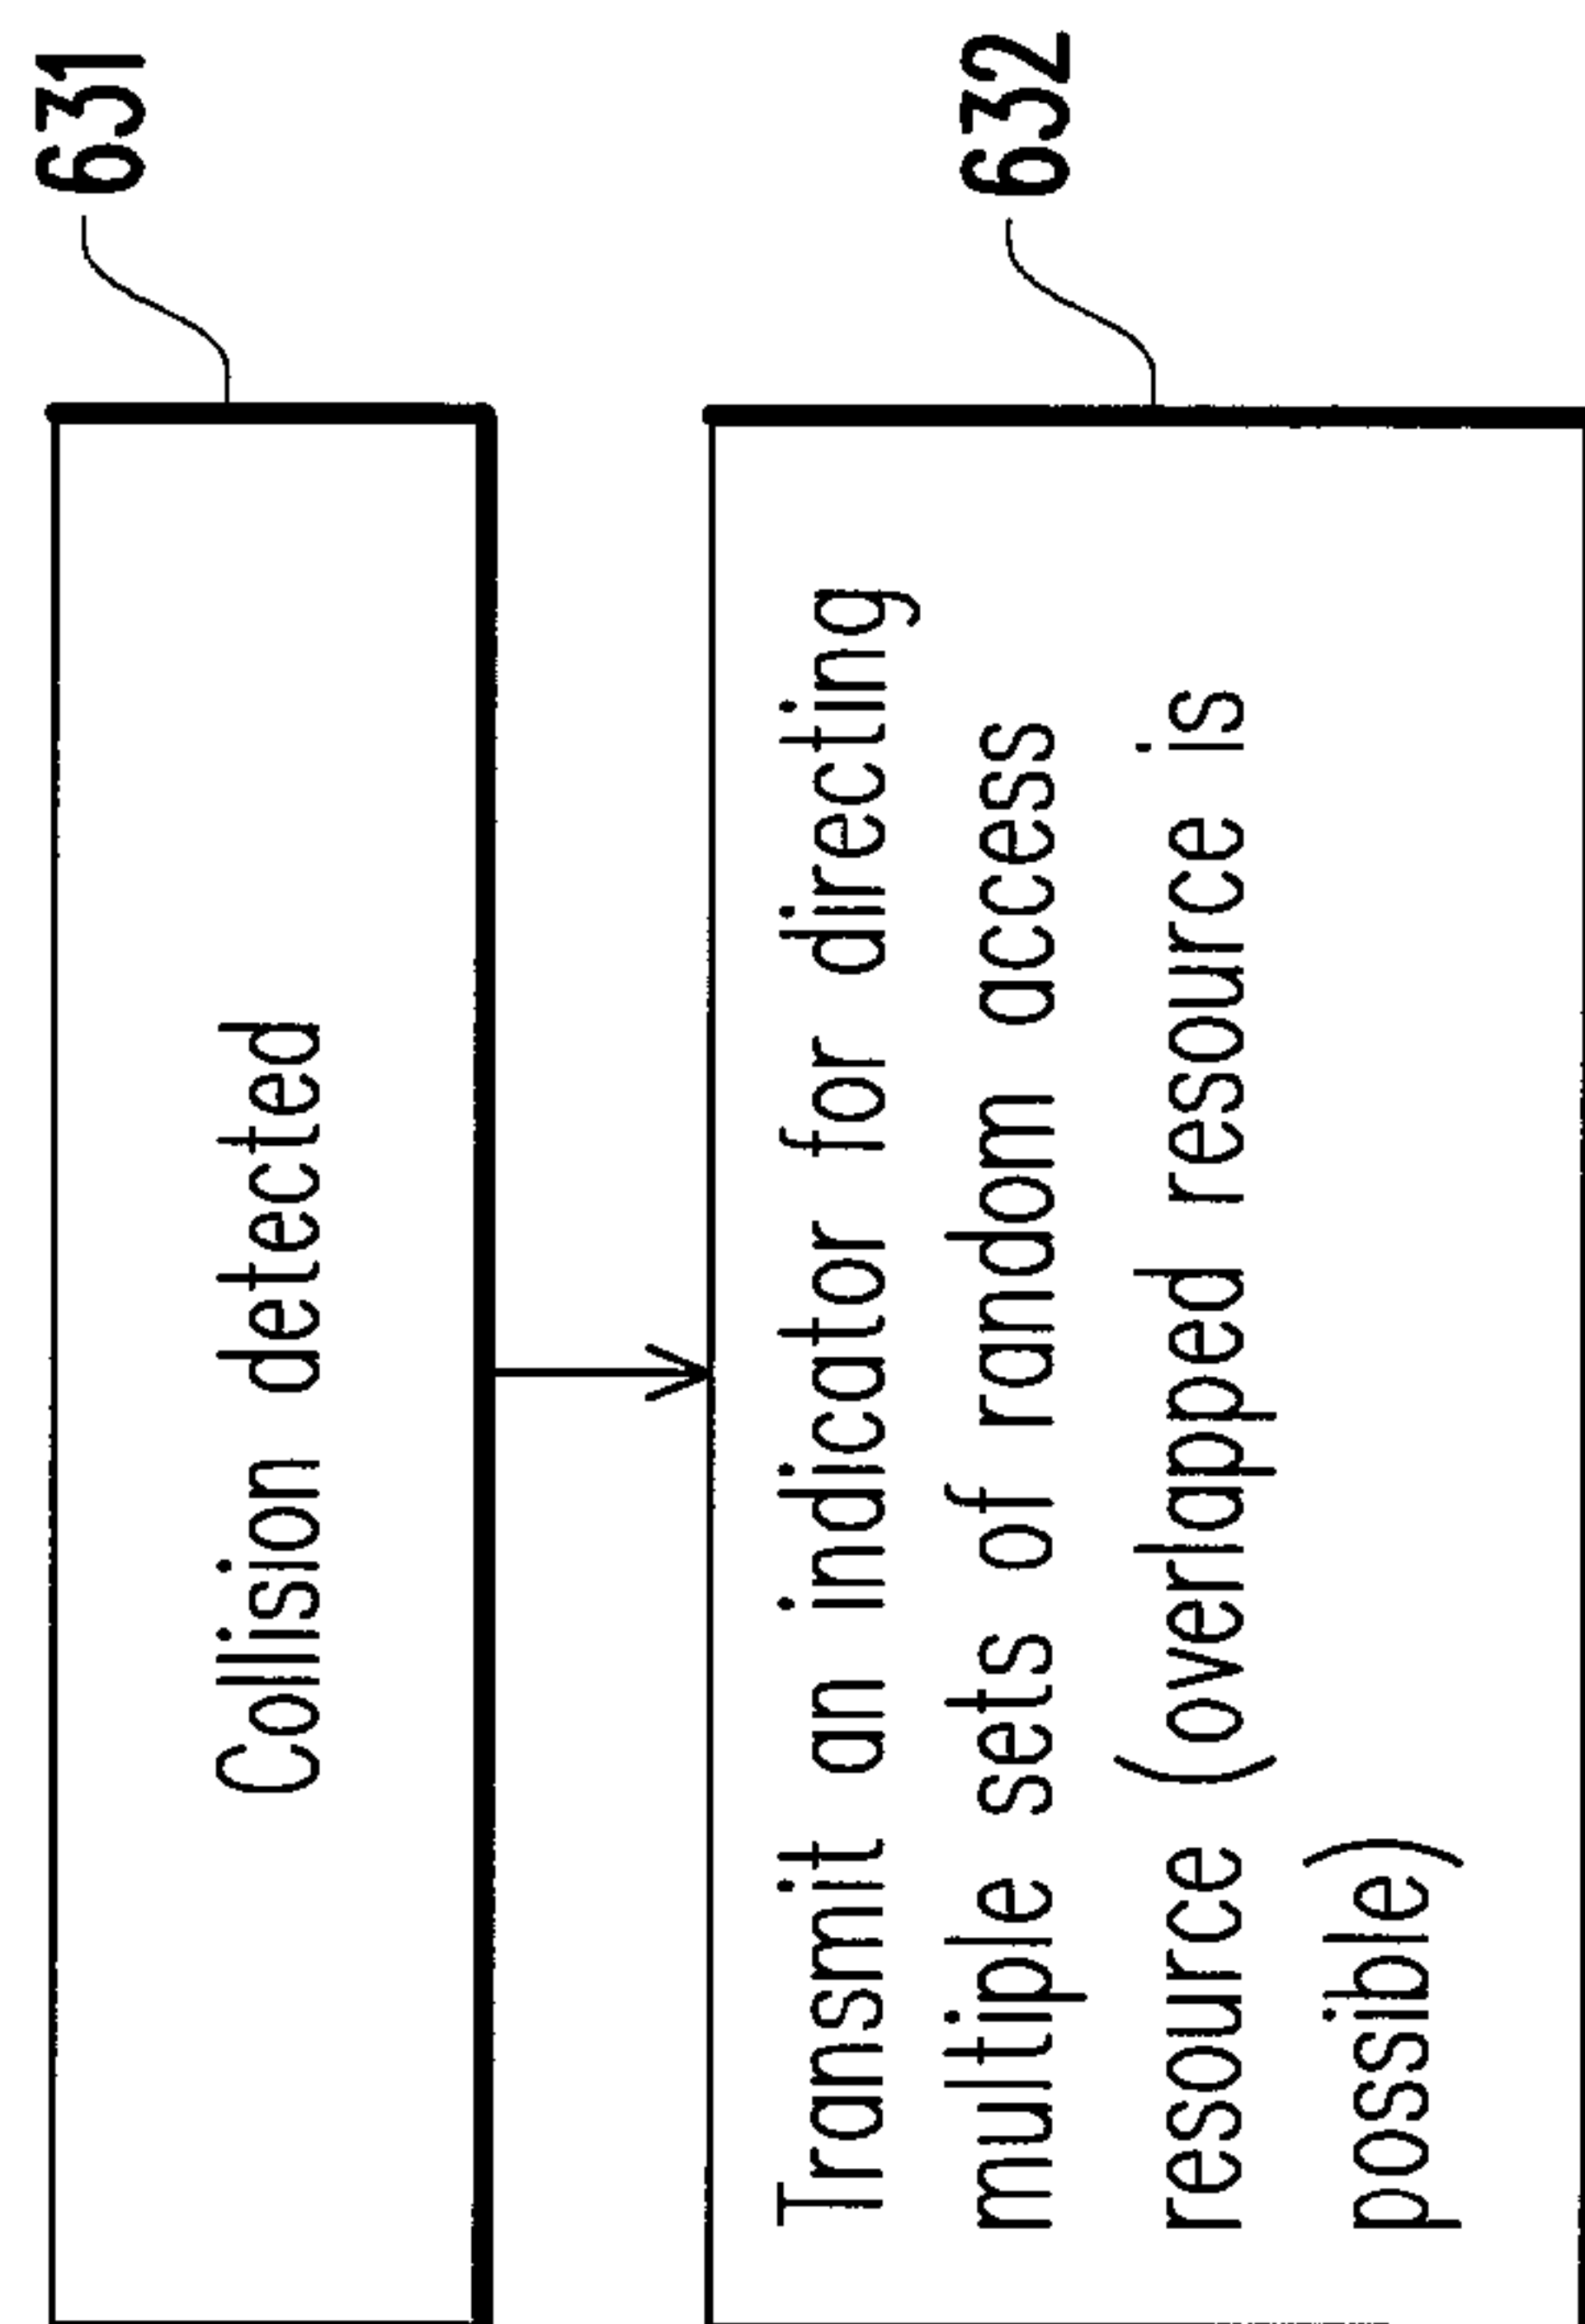 631
Collision detected
632
Transmit an indicator for directing
multiple sets of random access
resource (overlapped resource is
possible)